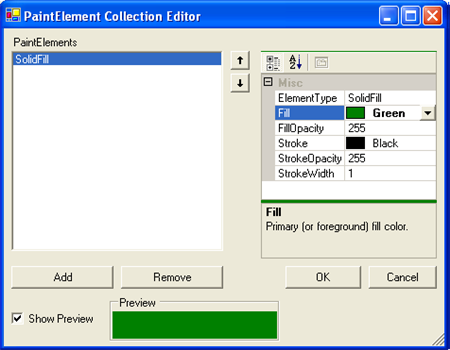 PaintElement Collection Editor
PaintElements
SolidFill
A
Z
Misc
ElementType SolidFill
Fill Green
FillOpacity 255
Stroke Black
StrokeOpacity 255
StrokeWidth 1
Fill
Primary (or foreground) fill color.
Add Remove OK Cancel
Show Preview
Preview